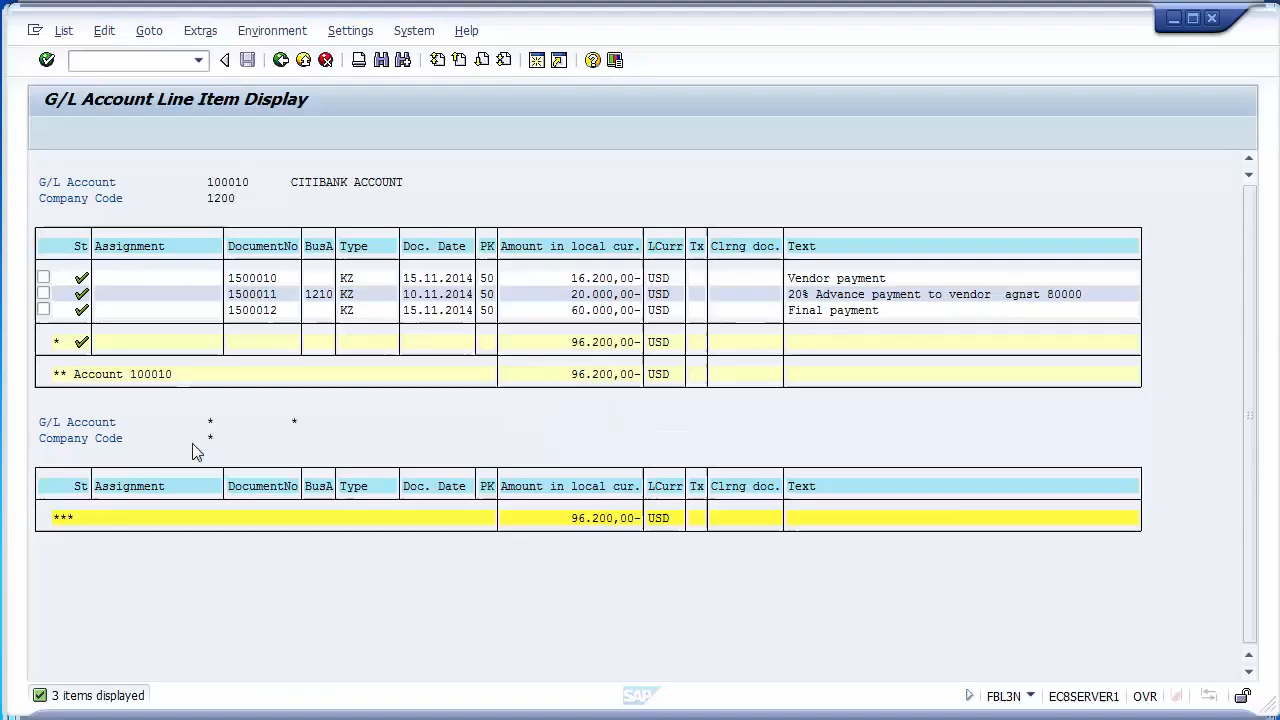 List Edit Goto Extras Environment Settings System Help
G/L Account Line Item Display
G/L Account 100010 CITIBANK ACCOUNT
Company Code 1200
St Assignment DocumentNo BusA Type Doc. Date PK Amount in local cur. LCurr Tx Clrng doc. Text
1500010 KZ 15.11.2014 50 16.200,00- USD Vendor payment
1500011 1210 KZ 10.11.2014 50 20.000,00- USD 20% Advance payment to vendor agnst 80000
1500012 KZ 15.11.2014 50 60.000,00- USD Final payment
* 96.200,00- USD
** Account 100010 96.200,00- USD
G/L Account * *
Company Code *
St Assignment DocumentNo BusA Type Doc. Date PK Amount in local cur. LCurr Tx Clrng doc. Text
*** 96.200,00- USD
3 items displayed SAP FBL3N EC8SERVER1 OVR